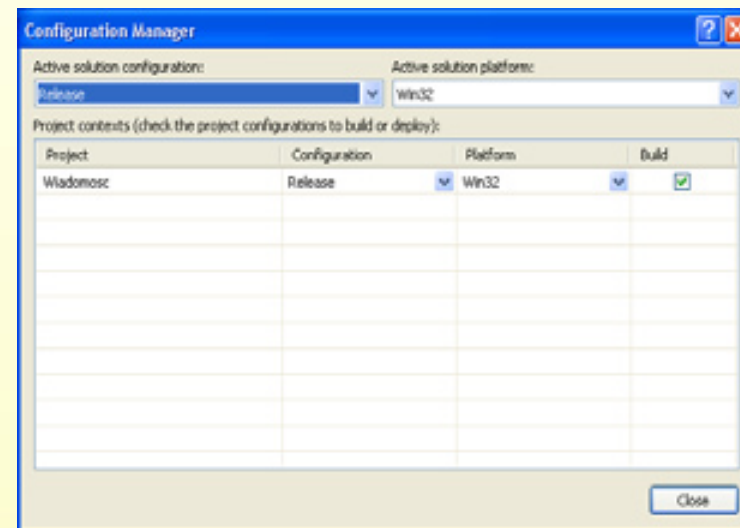 Configuration Manager
Active solution configuration: Active solution platform:
Release Win32
Project contexts (check the project configurations to build or deploy):
Project Configuration Platform Build
Wiadomosc Release Win32
Close